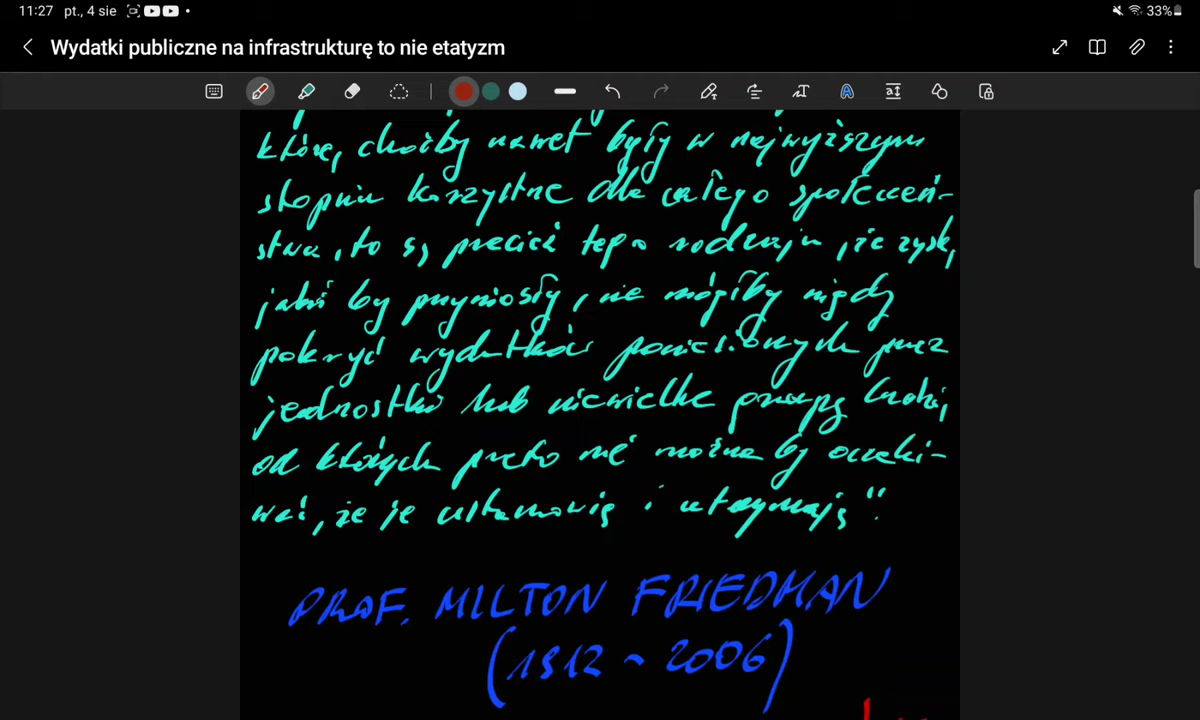 11:27 pt., 4 sie
33%
Wydatki publiczne na infrastrukturę to nie etatyzm
które, choćby nawet były w najwyższym
stopniu korzystne dla całego społeczeń-
stwa, to są przecież tego rodzaju, że zysk,
jakiś by przyniosły, nie mógłby nigdy
pokryć wydatków poniesionych przez
jednostkę lub niewielką grupę ludzi,
od których przeto nie można by oczeki-
wać, że je ustanowią i utrzymają".
PROF. MILTON FRIEDMAN
(1912 - 2006)